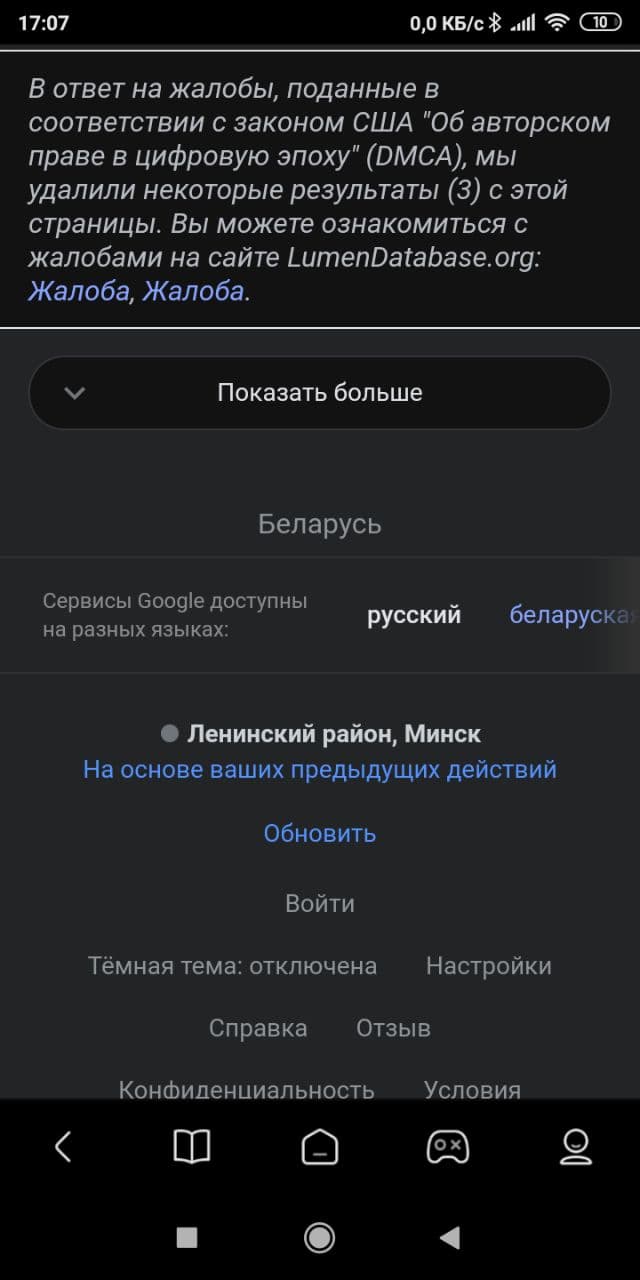 17:07 0,0 КБ/с 10
В ответ на жалобы, поданные в
соответствии с законом США "Об авторском
праве в цифровую эпоху" (DMCA), мы
удалили некоторые результаты (3) с этой
страницы. Вы можете ознакомиться с
жалобами на сайте LumenDatabase.org:
Жалоба, Жалоба.
Показать больше
Беларусь
Сервисы Google доступны
на разных языках:
русский беларуская
Ленинский район, Минск
На основе ваших предыдущих действий
Обновить
Войти
Тёмная тема: отключена Настройки
Справка Отзыв
Конфиденциальность Условия